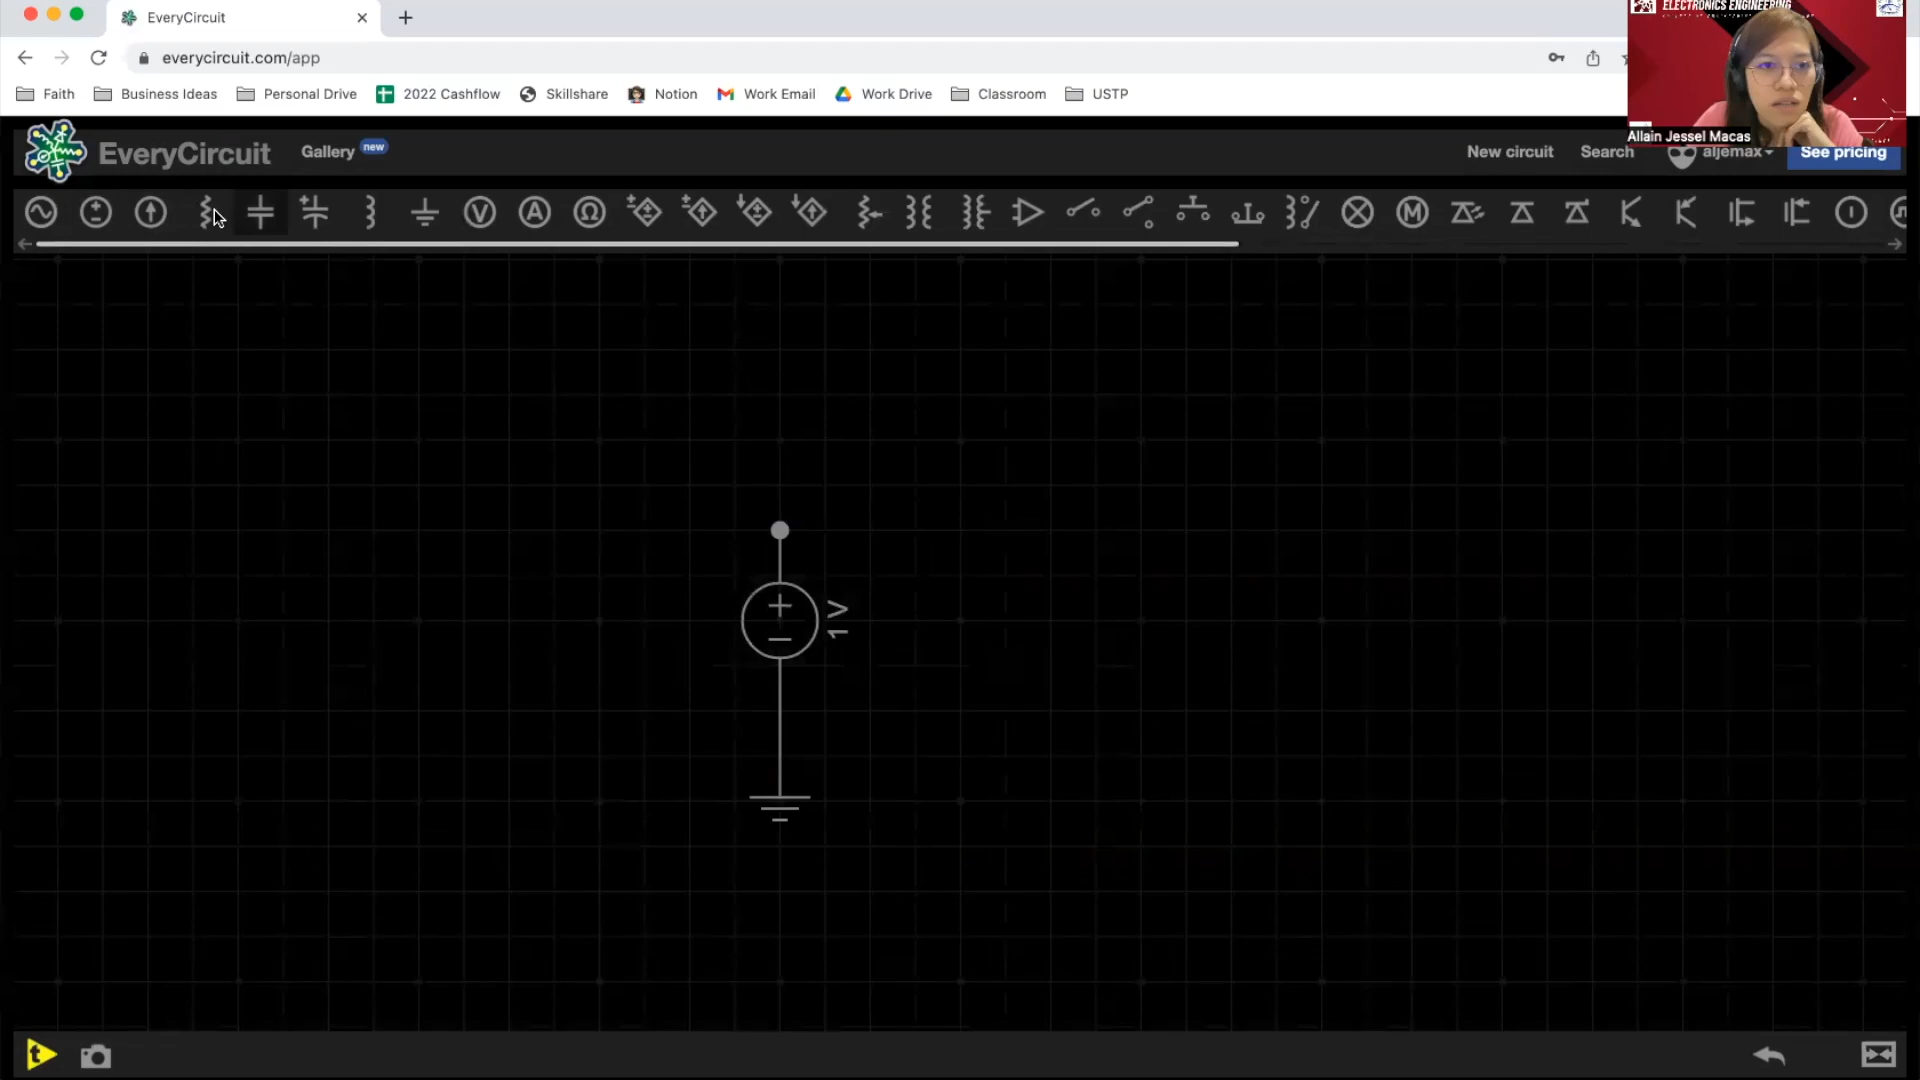 EveryCircuit
everycircuit.com/app
Faith
Business Ideas
Personal Drive
2022 Cashflow
Skillshare
Notion
Work Email
Work Drive
Classroom
USTP
ELECTRONICS ENGINEERING
Allain Jessel Macas
EveryCircuit
Gallery
new
New circuit
Search
aljemax
See pricing
V
A
Ω
M
1 V
t